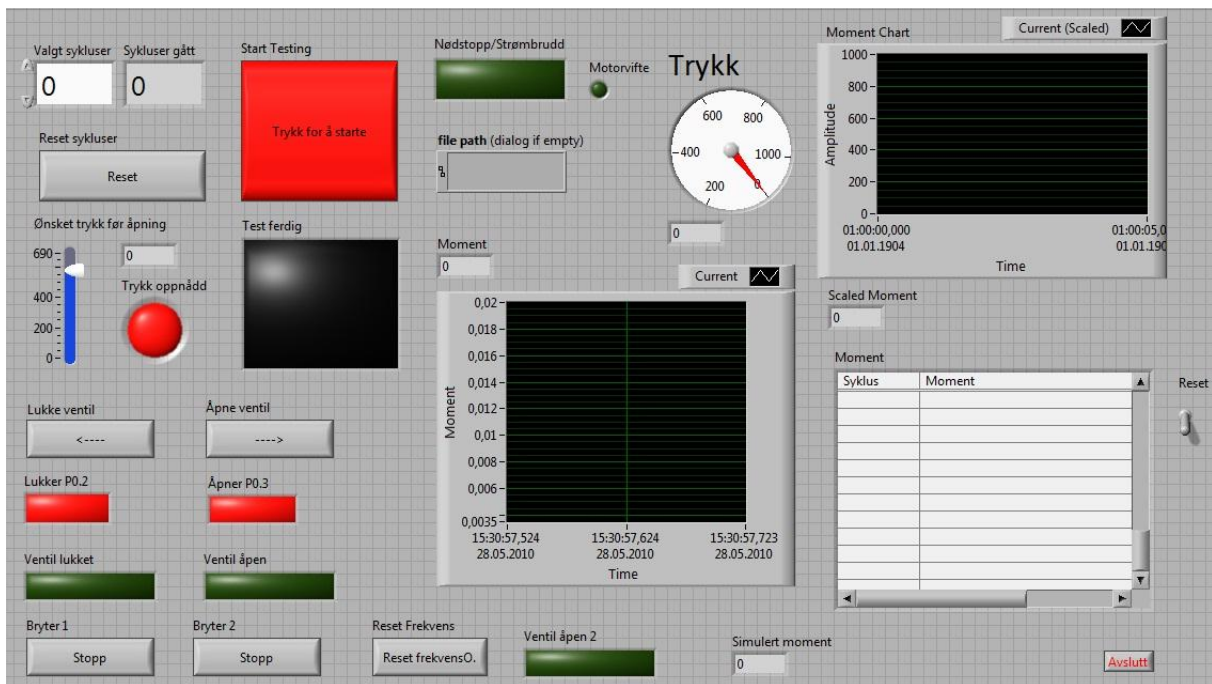 Valgt sykluser
Sykluser gått
0
0
Reset sykluser
Reset
Start Testing
Trykk for å starte
Nødstopp/Strømbrudd
Motorvifte
file path (dialog if empty)
Trykk
0
200
400
600
800
1000
0
Moment Chart
Current (Scaled)
Amplitude
1000
800
600
400
200
0
01:00:00,000
01.01.1904
01:00:05,0
01.01.190
Time
Ønsket trykk før åpning
690
400
200
0
0
Trykk oppnådd
Test ferdig
Moment
0
Current
Moment
0,02
0,018
0,016
0,014
0,012
0,01
0,008
0,006
0,0035
15:30:57,524
28.05.2010
15:30:57,624
28.05.2010
15:30:57,723
28.05.2010
Time
Scaled Moment
0
Moment
Syklus
Moment
Reset
Lukke ventil
<----
Åpne ventil
---->
Lukker P0.2
Åpner P0.3
Ventil lukket
Ventil åpen
Bryter 1
Stopp
Bryter 2
Stopp
Reset Frekvens
Reset frekvensO.
Ventil åpen 2
Simulert moment
0
Avslutt